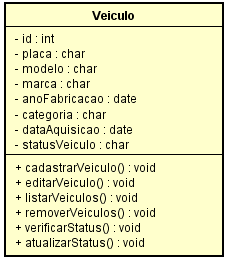 Veiculo
- id : int
- placa : char
- modelo : char
- marca : char
- anoFabricacao : date
- categoria : char
- dataAquisicao : date
- statusVeiculo : char
+ cadastrarVeiculo() : void
+ editarVeiculo() : void
+ listarVeiculos() : void
+ removerVeiculos() : void
+ verificarStatus() : void
+ atualizarStatus() : void